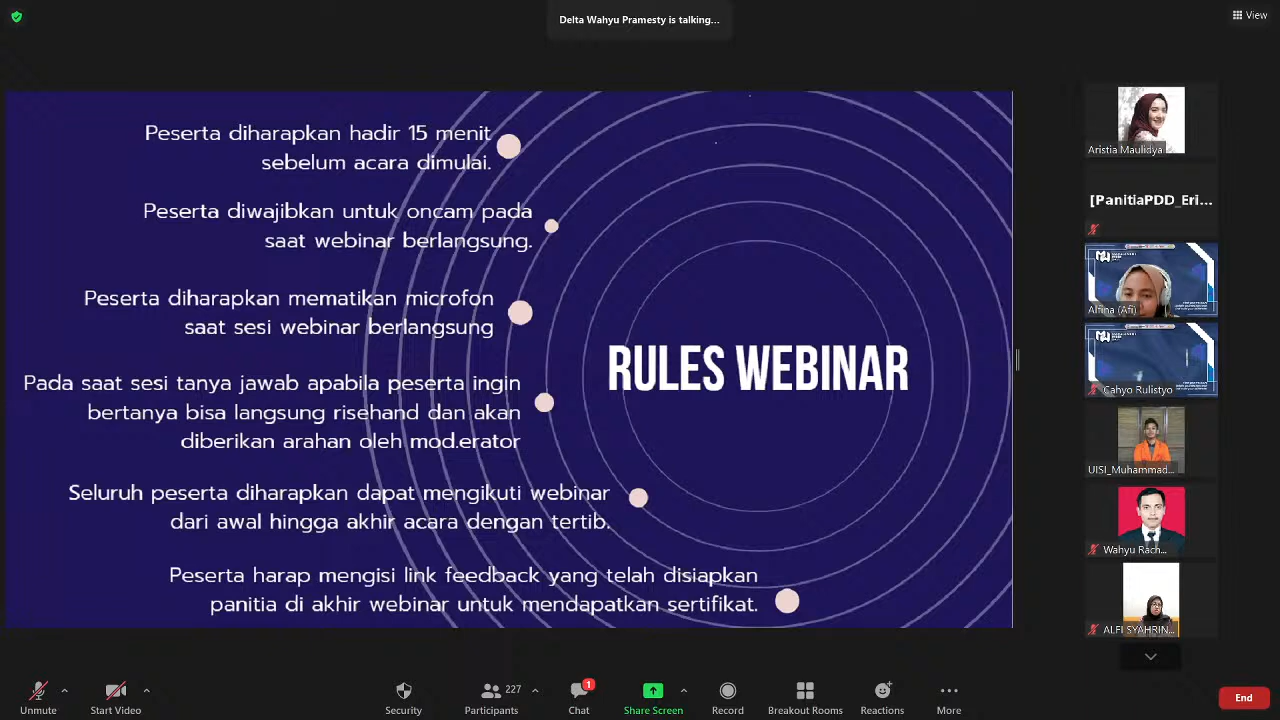 Delta Wahyu Pramesty is talking...
View
Peserta diharapkan hadir 15 menit
sebelum acara dimulai.
Peserta diwajibkan untuk oncam pada
saat webinar berlangsung.
Peserta diharapkan mematikan microfon
saat sesi webinar berlangsung
Pada saat sesi tanya jawab apabila peserta ingin
bertanya bisa langsung risehand dan akan
diberikan arahan oleh mod.erator
Seluruh peserta diharapkan dapat mengikuti webinar
dari awal hingga akhir acara dengan tertib.
Peserta harap mengisi link feedback yang telah disiapkan
panitia di akhir webinar untuk mendapatkan sertifikat.
RULES WEBINAR
Aristia Maulidya
[PanitiaPDD_Eri...
Alfina (Afi)
Cahyo Rulistyo
UISI_Muhammad...
Wahyu Rach...
ALFI SYAHRIN...
Unmute
Start Video
Security
227
Participants
1
Chat
Share Screen
Record
Breakout Rooms
Reactions
More
End